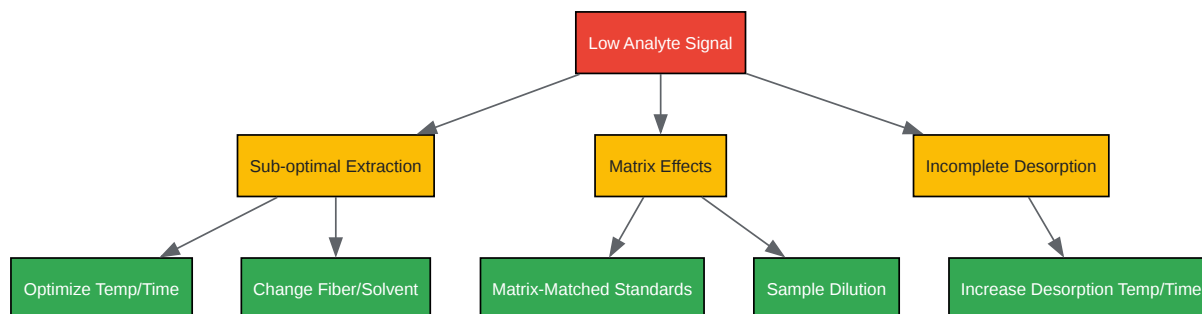 Low Analyte Signal
Sub-optimal Extraction
Matrix Effects
Incomplete Desorption
Optimize Temp/Time
Change Fiber/Solvent
Matrix-Matched Standards
Sample Dilution
Increase Desorption Temp/Time